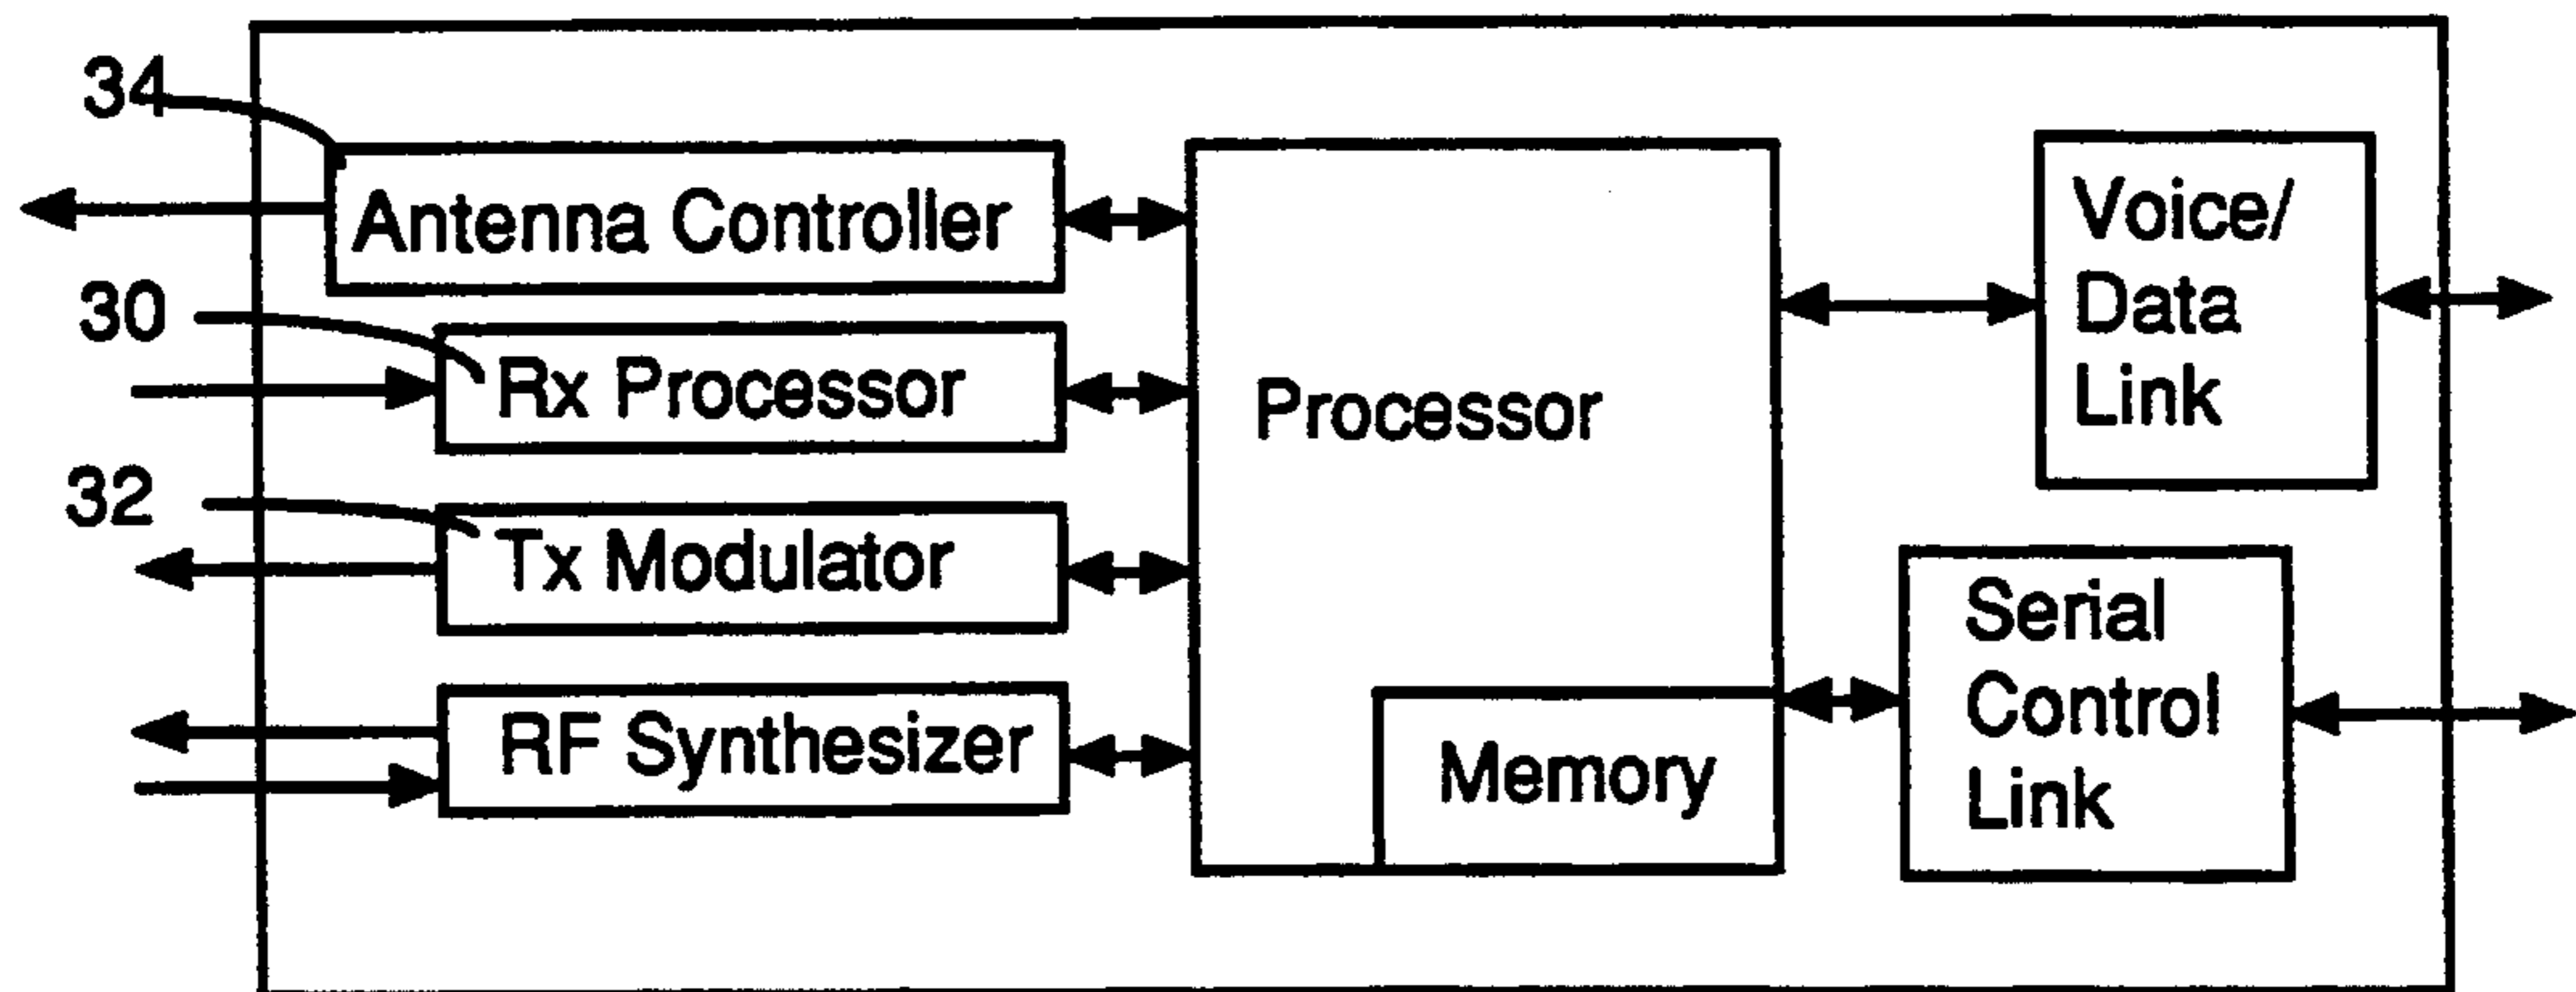 34
Antenna Controller
30
Rx Processor
32
Tx Modulator
RF Synthesizer
Processor
Memory
Voice/
Data
Link
Serial
Control
Link